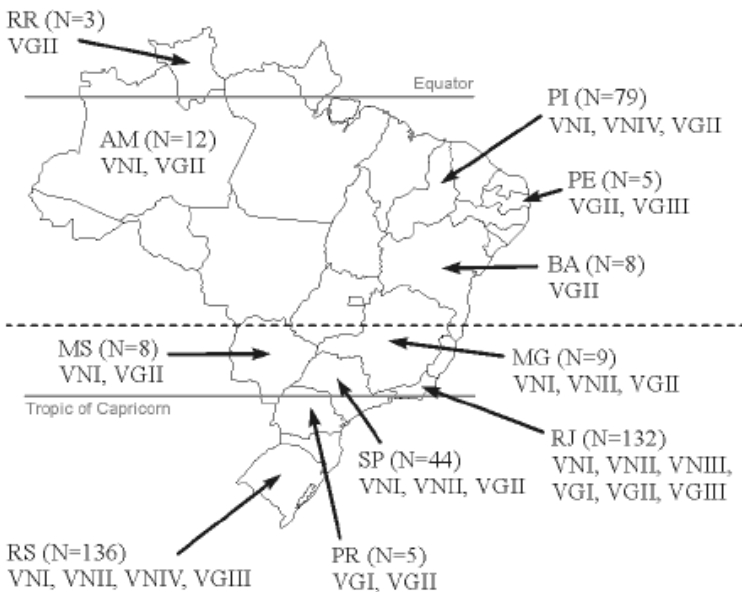 RR (N=3)
VGII
Equator
PI (N=79)
VNI, VNIV, VGII
AM (N=12)
VNI, VGII
PE (N=5)
VGII, VGIII
BA (N=8)
VGII
MS (N=8)
VNI, VGII
MG (N=9)
VNI, VNII, VGII
Tropic of Capricorn
RJ (N=132)
VNI, VNII, VNIII,
VGI, VGII, VGIII
SP (N=44)
VNI, VNII, VGII
RS (N=136)
VNI, VNII, VNIV, VGIII
PR (N=5)
VGI, VGII